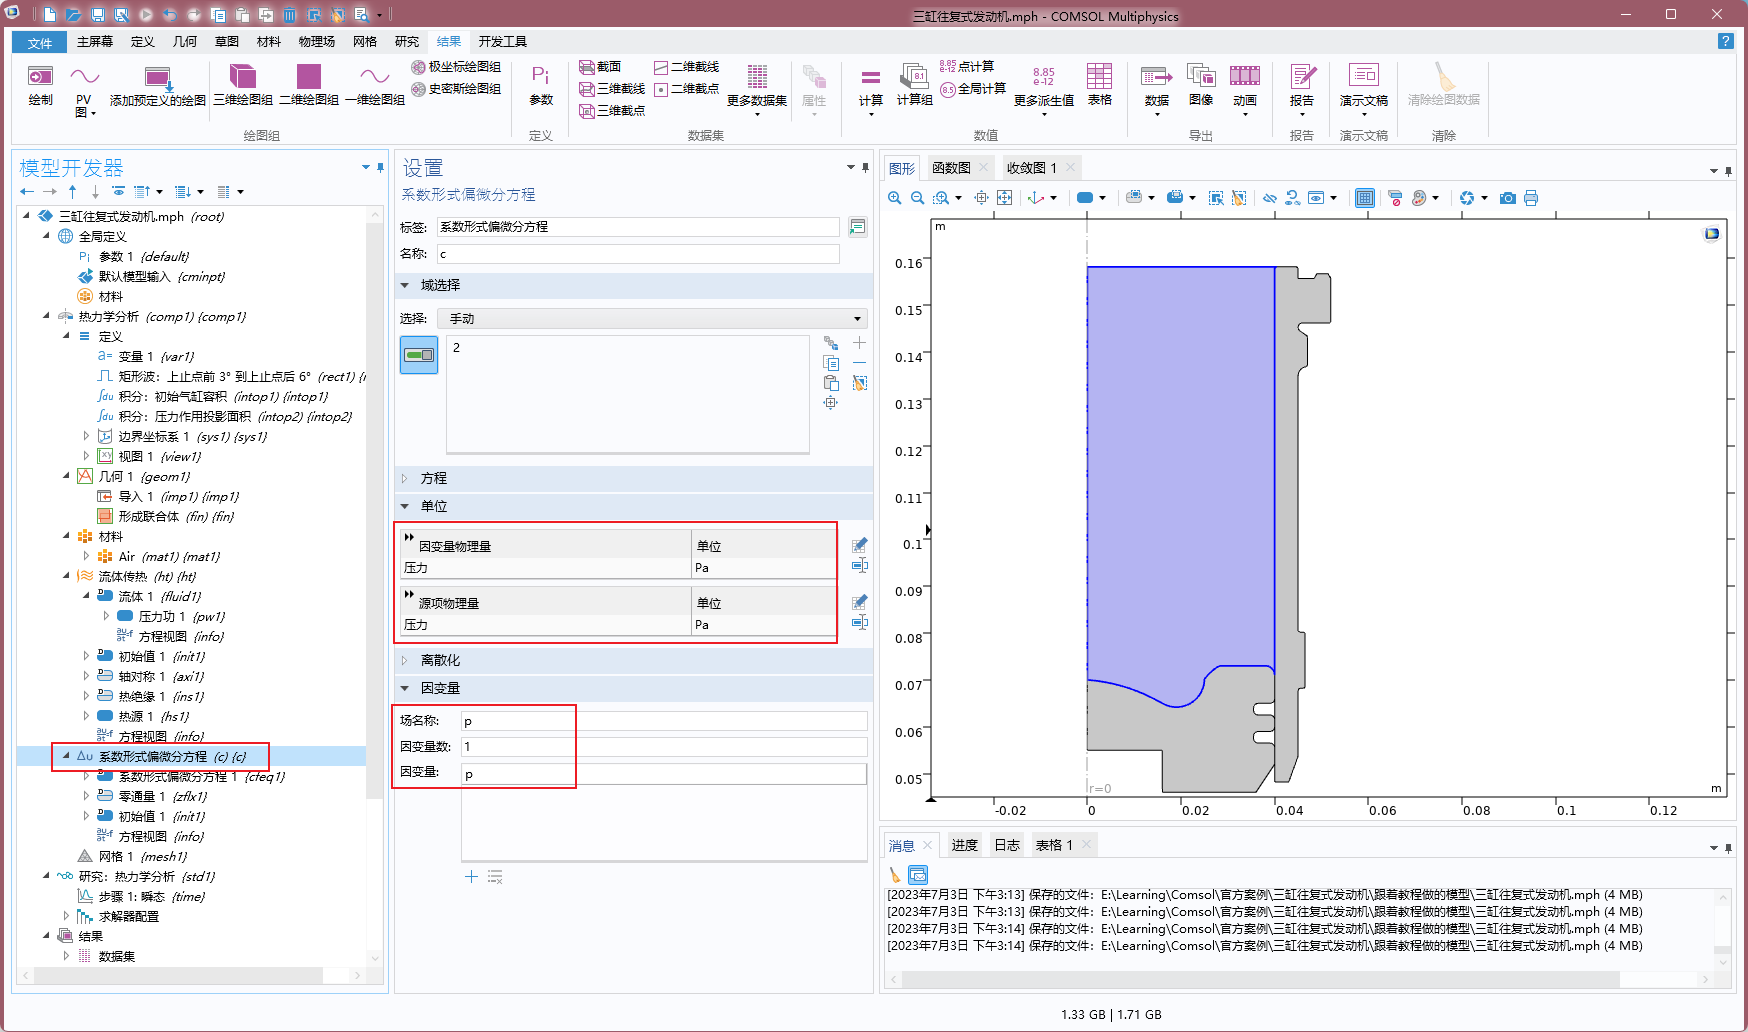 三缸往复式发动机.mph - COMSOL Multiphysics
文件 主屏幕 定义 几何 草图 材料 物理场 网格 研究 结果 开发工具
绘制
PV 图
添加预定义的绘图
三维绘图组
二维绘图组
一维绘图组
极坐标绘图组
史密斯绘图组
绘图组
Pi
参数
定义
截面
三维截线
三维截点
二维截线
二维截点
更多数据集
数据集
属性
计算
计算组
点计算
全局计算
8.85
e-12
更多派生值
表格
数值
数据
图像
动画
导出
报告
报告
演示文稿
演示文稿
清除绘图数据
清除
模型开发器
三缸往复式发动机.mph (root)
全局定义
Pi 参数 1 (default)
默认模型输入 (cminpt)
材料
热力学分析 (comp1) {comp1}
定义
a= 变量 1 {var1}
矩形波：上止点前 3° 到上止点后 6° (rect1) {r
∫du 积分：初始气缸容积 (intop1) {intop1}
∫du 积分：压力作用投影面积 (intop2) {intop2}
边界坐标系 1 (sys1) {sys1}
视图 1 {view1}
几何 1 {geom1}
导入 1 (imp1) {imp1}
形成联合体 (fin) {fin}
材料
Air (mat1) {mat1}
流体传热 (ht) {ht}
流体 1 {fluid1}
压力功 1 {pw1}
方程视图 {info}
初始值 1 {init1}
轴对称 1 {axi1}
热绝缘 1 {ins1}
热源 1 {hs1}
方程视图 {info}
Δu 系数形式偏微分方程 (c) {c}
系数形式偏微分方程 1 {cfeq1}
零通量 1 {zflx1}
初始值 1 {init1}
方程视图 {info}
网格 1 {mesh1}
研究：热力学分析 {std1}
步骤 1: 瞬态 {time}
求解器配置
结果
数据集
设置
系数形式偏微分方程
标签: 系数形式偏微分方程
名称: c
域选择
选择: 手动
2
方程
单位
因变量物理量 单位
压力 Pa
源项物理量 单位
压力 Pa
离散化
因变量
场名称: p
因变量数: 1
因变量: p
图形 函数图 收敛图 1
m
0.16
0.15
0.14
0.13
0.12
0.11
0.1
0.09
0.08
0.07
0.06
0.05
r=0
m
-0.02 0 0.02 0.04 0.06 0.08 0.1 0.12
消息 进度 日志 表格 1
[2023年7月3日 下午3:13] 保存的文件：E:\Learning\Comsol\官方案例\三缸往复式发动机\跟着教程做的模型\三缸往复式发动机.mph (4 MB)
[2023年7月3日 下午3:13] 保存的文件：E:\Learning\Comsol\官方案例\三缸往复式发动机\跟着教程做的模型\三缸往复式发动机.mph (4 MB)
[2023年7月3日 下午3:14] 保存的文件：E:\Learning\Comsol\官方案例\三缸往复式发动机\跟着教程做的模型\三缸往复式发动机.mph (4 MB)
[2023年7月3日 下午3:14] 保存的文件：E:\Learning\Comsol\官方案例\三缸往复式发动机\跟着教程做的模型\三缸往复式发动机.mph (4 MB)
1.33 GB | 1.71 GB